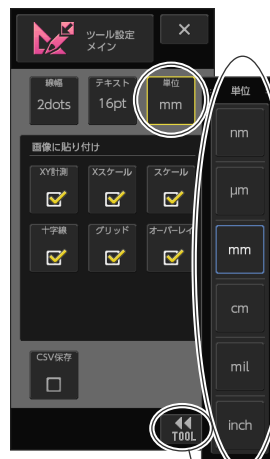 ツール設定
メイン
×
線幅
2dots
テキスト
16pt
単位
mm
画像に貼り付け
XY計測
Xスケール
スケール
十字線
グリッド
オーバーレイ
CSV保存
TOOL
単位
nm
µm
mm
cm
mil
inch